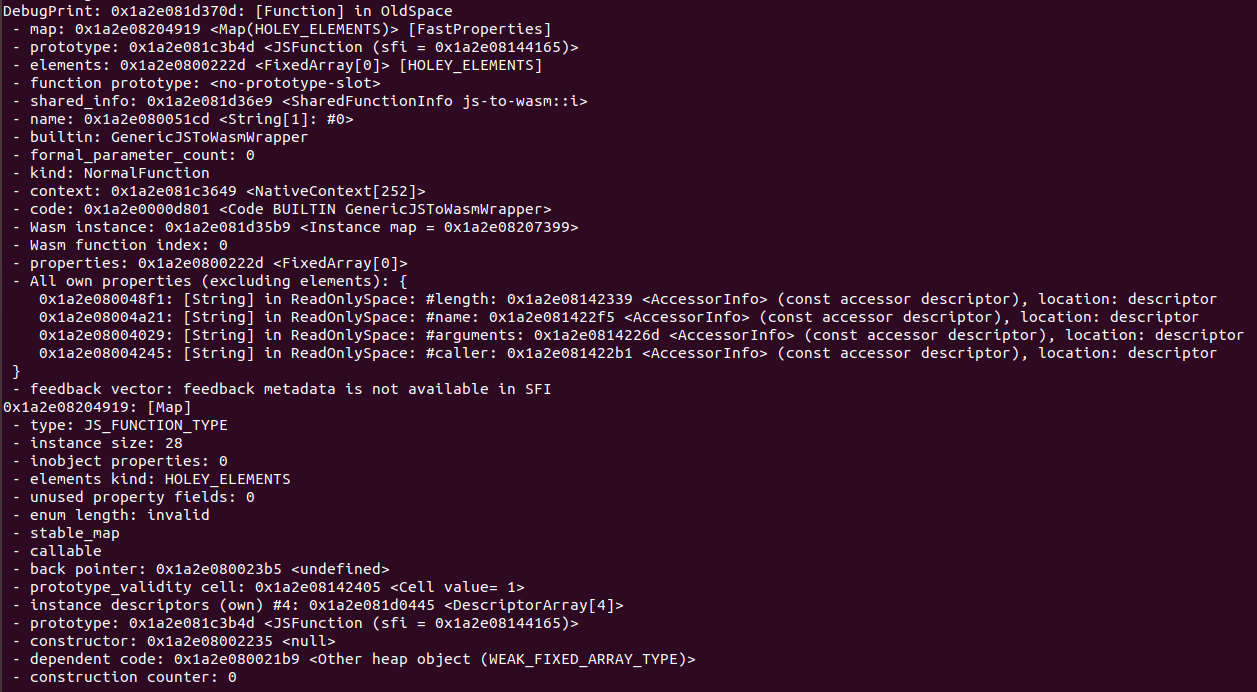 DebugPrint: 0x1a2e081d370d: [Function] in OldSpace
- map: 0x1a2e08204919 <Map(HOLEY_ELEMENTS)> [FastProperties]
- prototype: 0x1a2e081c3b4d <JSFunction (sfi = 0x1a2e08144165)>
- elements: 0x1a2e0800222d <FixedArray[0]> [HOLEY_ELEMENTS]
- function prototype: <no-prototype-slot>
- shared_info: 0x1a2e081d36e9 <SharedFunctionInfo js-to-wasm::i>
- name: 0x1a2e080051cd <String[1]: #0>
- builtin: GenericJSToWasmWrapper
- formal_parameter_count: 0
- kind: NormalFunction
- context: 0x1a2e081c3649 <NativeContext[252]>
- code: 0x1a2e0000d801 <Code BUILTIN GenericJSToWasmWrapper>
- Wasm instance: 0x1a2e081d35b9 <Instance map = 0x1a2e08207399>
- Wasm function index: 0
- properties: 0x1a2e0800222d <FixedArray[0]>
- All own properties (excluding elements): {
0x1a2e080048f1: [String] in ReadOnlySpace: #length: 0x1a2e08142339 <AccessorInfo> (const accessor descriptor), location: descriptor
0x1a2e08004a21: [String] in ReadOnlySpace: #name: 0x1a2e081422f5 <AccessorInfo> (const accessor descriptor), location: descriptor
0x1a2e08004029: [String] in ReadOnlySpace: #arguments: 0x1a2e0814226d <AccessorInfo> (const accessor descriptor), location: descriptor
0x1a2e08004245: [String] in ReadOnlySpace: #caller: 0x1a2e081422b1 <AccessorInfo> (const accessor descriptor), location: descriptor
}
- feedback vector: feedback metadata is not available in SFI
0x1a2e08204919: [Map]
- type: JS_FUNCTION_TYPE
- instance size: 28
- inobject properties: 0
- elements kind: HOLEY_ELEMENTS
- unused property fields: 0
- enum length: invalid
- stable_map
- callable
- back pointer: 0x1a2e080023b5 <undefined>
- prototype_validity cell: 0x1a2e08142405 <Cell value= 1>
- instance descriptors (own) #4: 0x1a2e081d0445 <DescriptorArray[4]>
- prototype: 0x1a2e081c3b4d <JSFunction (sfi = 0x1a2e08144165)>
- constructor: 0x1a2e08002235 <null>
- dependent code: 0x1a2e080021b9 <Other heap object (WEAK_FIXED_ARRAY_TYPE)>
- construction counter: 0